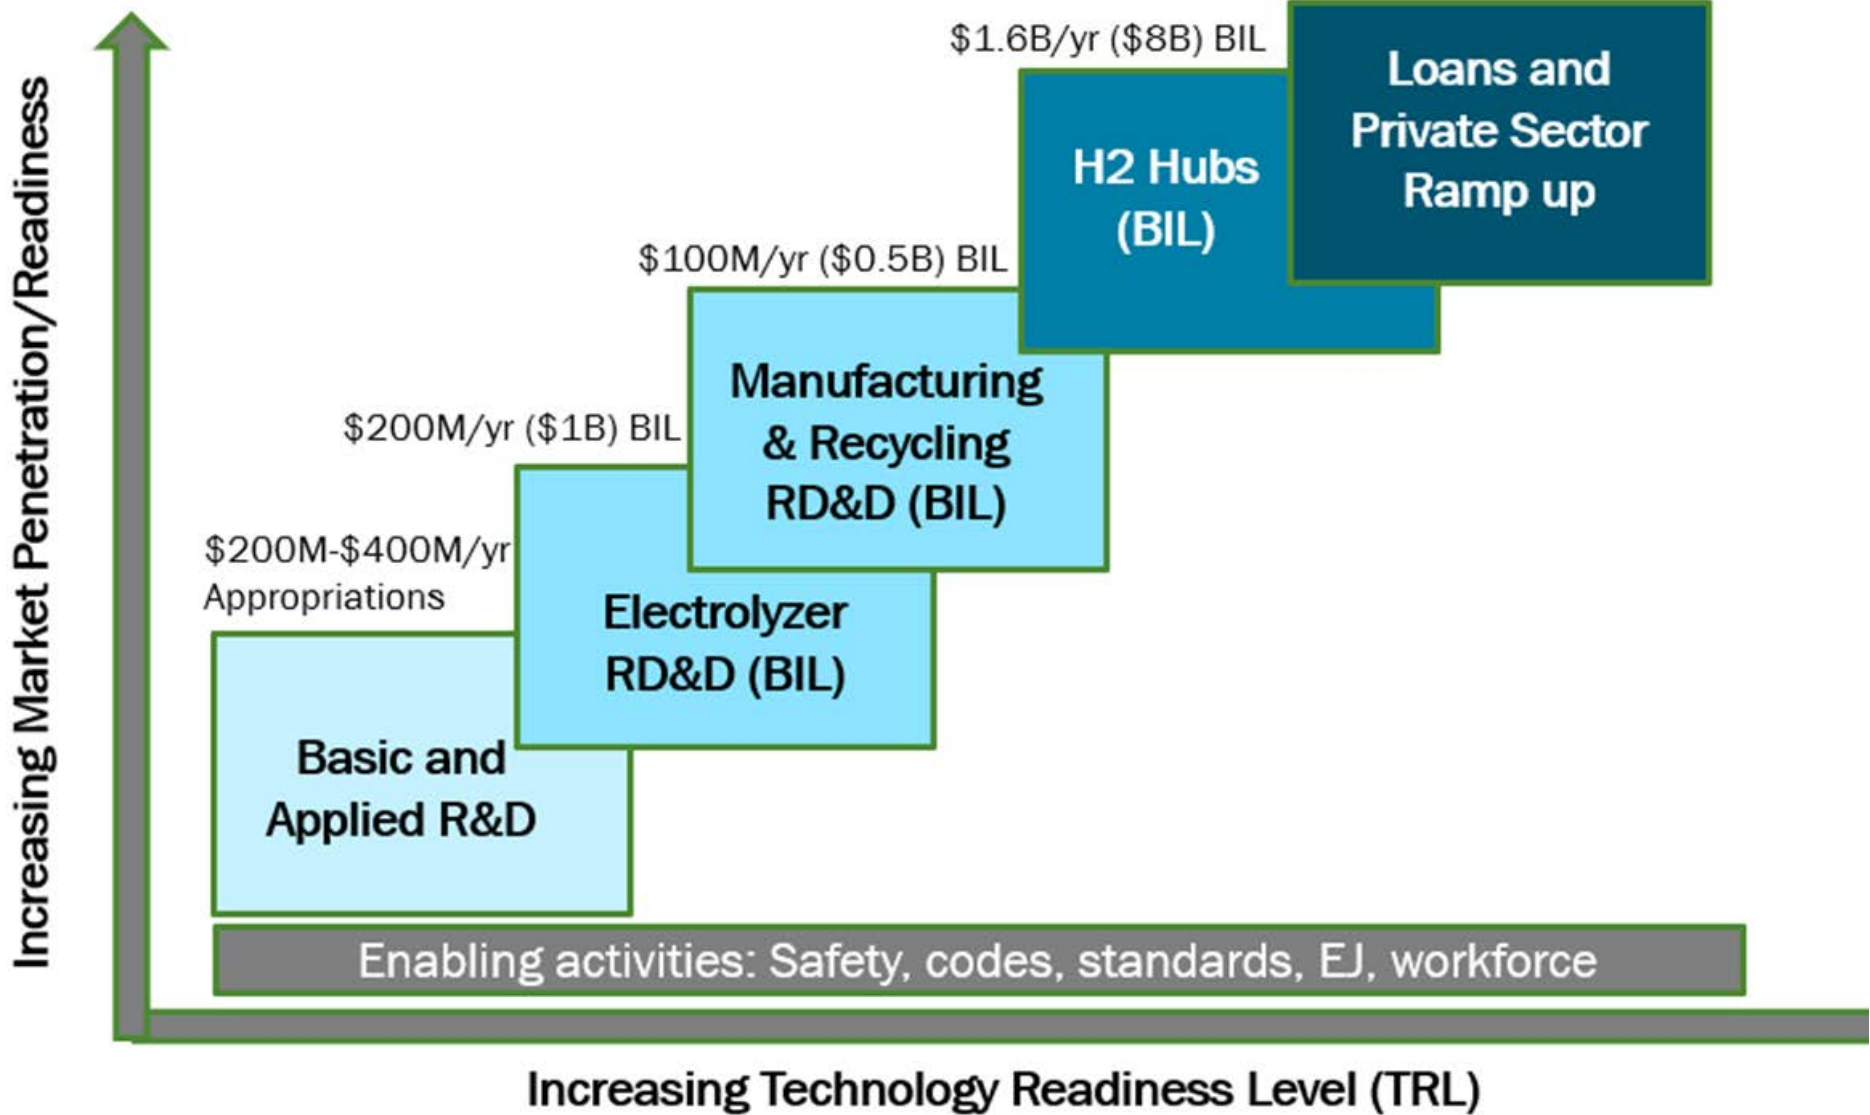 Increasing Market Penetration/Readiness
$1.6B/yr ($8B) BIL
Loans and
Private Sector
Ramp up
H2 Hubs
(BIL)
$100M/yr ($0.5B) BIL
Manufacturing
& Recycling
RD&D (BIL)
$200M/yr ($1B) BIL
Electrolyzer
RD&D (BIL)
$200M-$400M/yr
Appropriations
Basic and
Applied R&D
Enabling activities: Safety, codes, standards, EJ, workforce
Increasing Technology Readiness Level (TRL)